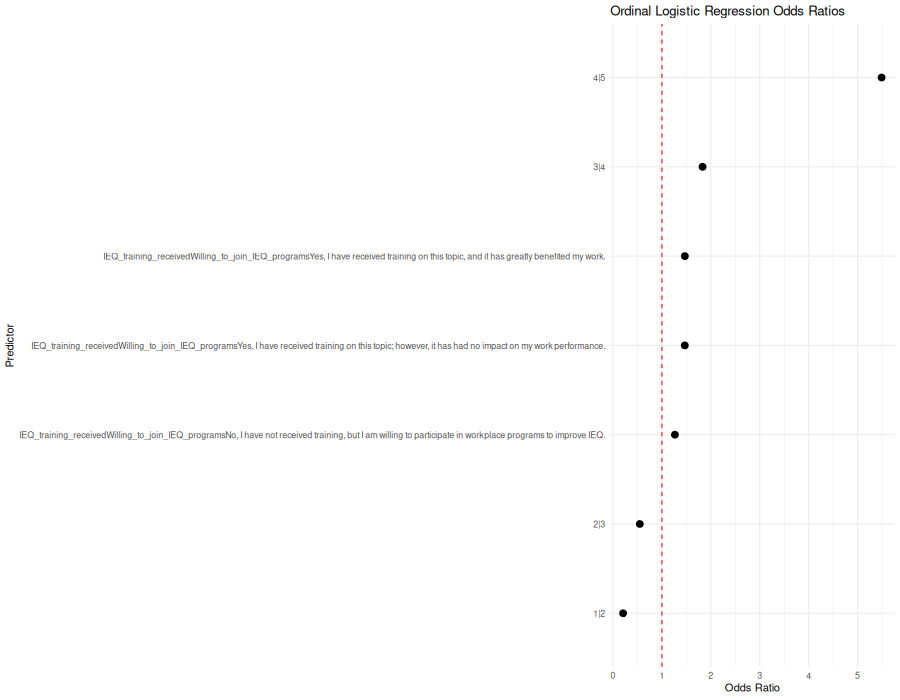 Ordinal Logistic Regression Odds Ratios
4|5
3|4
IEQ_training_receivedWilling_to_join_IEQ_programsYes, I have received training on this topic, and it has greatly benefited my work.
Predictor
IEQ_training_receivedWilling_to_join_IEQ_programsYes, I have received training on this topic; however, it has had no impact on my work performance.
IEQ_training_receivedWilling_to_join_IEQ_programsNo, I have not received training, but I am willing to participate in workplace programs to improve IEQ.
2|3
1|2
0 1 2 3 4 5
Odds Ratio